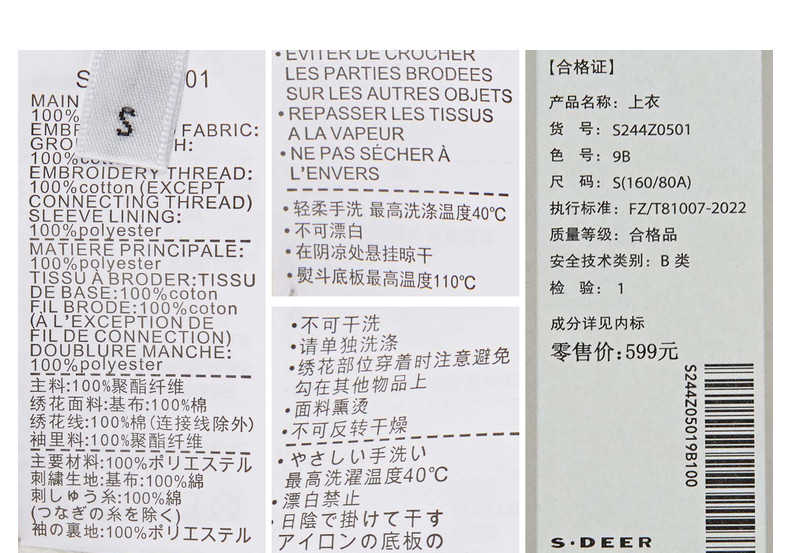 S
01
S
MAIN
100%
EMBR
FABRIC:
GRO
H:
100%
EMBROIDERY THREAD:
100%cotton (EXCEPT
CONNECTING THREAD)
SLEEVE LINING:
100%polyester
MATIERE PRINCIPALE:
100%polyester
TISSU À BRODER:TISSU
DE BASE:100%coton
FIL BRODE:100%coton
(À L'EXCEPTION DE
FIL DE CONNECTION)
DOUBLURE MANCHE:
100%polyester
主料:100%聚酯纤维
绣花面料:基布:100%棉
绣花线:100%棉(连接线除外)
袖里料:100%聚酯纤维
主要材料:100%ポリエステル
刺繍生地:基布:100%綿
刺しゅう糸:100%綿
(つなぎの糸を除く)
袖の裏地:100%ポリエステル
•EVITER DE CROCHER
LES PARTIES BRODEES
SUR LES AUTRES OBJETS
•REPASSER LES TISSUS
A LA VAPEUR
•NE PAS SÉCHER À
L'ENVERS
•轻柔手洗 最高洗涤温度40℃
•不可漂白
•在阴凉处悬挂晾干
•熨斗底板最高温度110℃
•不可干洗
•请单独洗涤
•绣花部位穿着时注意避免
勾在其他物品上
•面料熏烫
•不可反转干燥
•やさしい手洗い
最高洗濯温度40℃
•漂白禁止
•日陰で掛けて干す
アイロンの底板の
【合格证】
产品名称: 上衣
货 号: S244Z0501
色 号: 9B
尺 码: S(160/80A)
执行标准: FZ/T81007-2022
质量等级: 合格品
安全技术类别: B 类
检 验: 1
成分详见内标
零售价:599元
S244Z05019B100
S·DEER